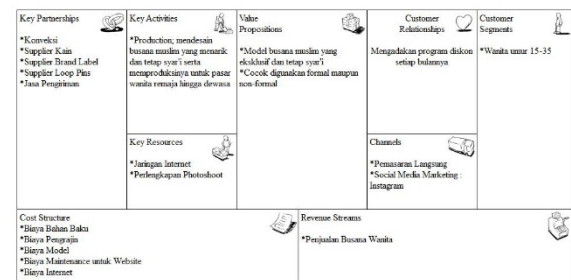 Key Partnerships
*Konveksi
*Supplier Kain
*Supplier Brand Label
*Supplier Loop Pins
*Jasa Pengiriman
Key Activities
*Production; mendesain
busana muslim yang menarik
dan tetap syar'i serta
memproduksinya untuk pasar
wanita remaja hingga dewasa
Key Resources
*Jaringan Internet
*Perlengkapan Photoshoot
Value
Propositions
*Model busana muslim yang
eksklusif dan tetap syar'i
*Cocok digunakan formal maupun
non-formal
Customer
Relationships
Mengadakan program diskon
setiap bulannya
Channels
*Pemasaran Langsung
*Social Media Marketing :
Instagram
Customer
Segments
*Wanita umur 15-35
Cost Structure
*Biaya Bahan Baku
*Biaya Pengrajin
*Biaya Model
*Biaya Maintenance untuk Website
*Biaya Internet
Revenue Streams
*Penjualan Busana Wanita